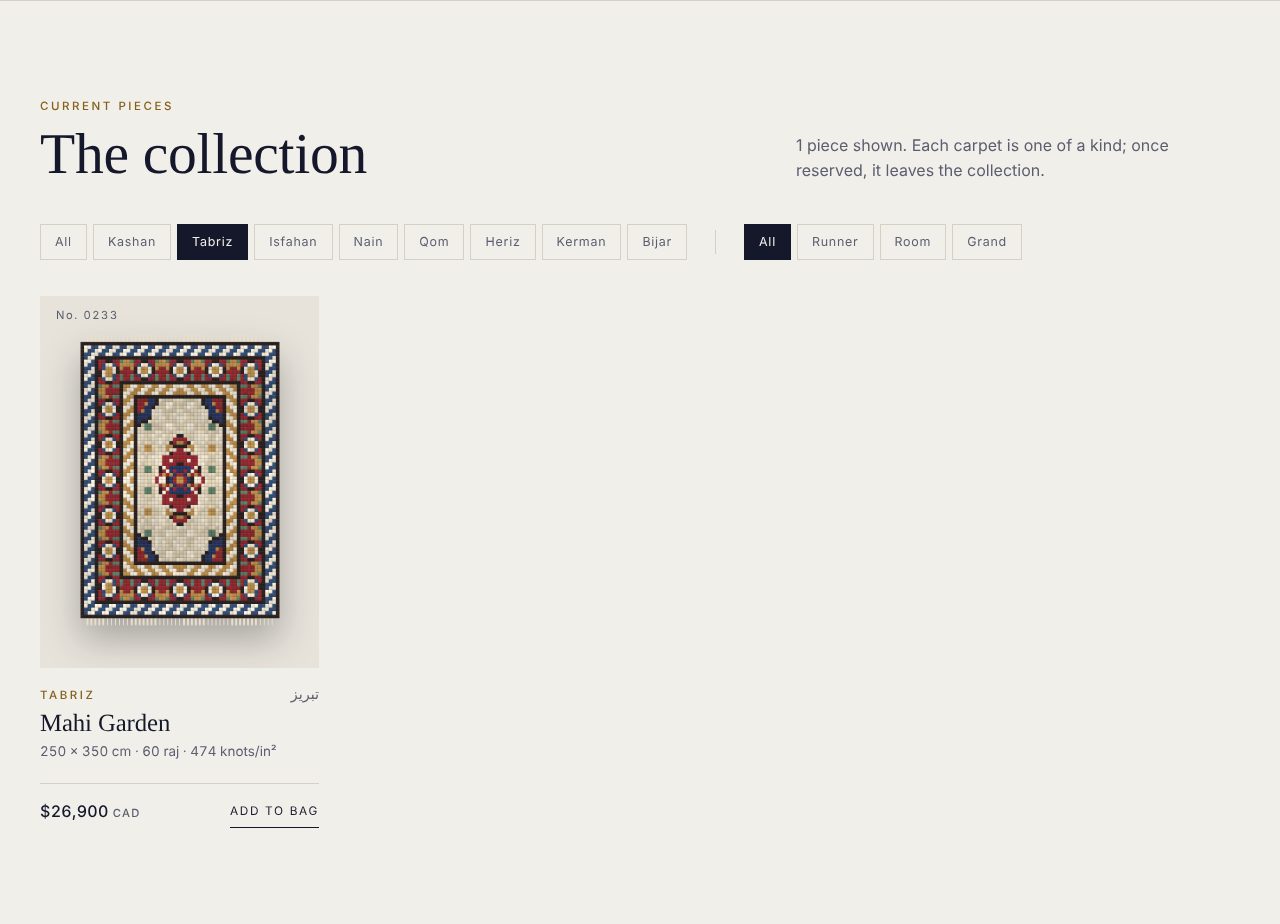 CURRENT PIECES
The collection
1 piece shown. Each carpet is one of a kind; once
reserved, it leaves the collection.
All Kashan Tabriz Isfahan Nain Qom Heriz Kerman Bijar All Runner Room Grand
No. 0233
TABRIZ تبریز
Mahi Garden
250 × 350 cm · 60 raj · 474 knots/in²
$26,900 CAD ADD TO BAG